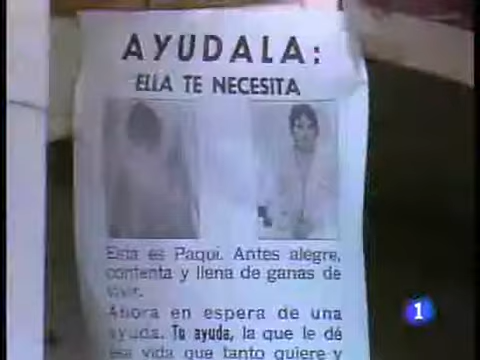 AYUDALA:
ELLA TE NECESITA
Esta es Paqui. Antes alegre,
contenta y llena de ganas de
vivir.
Ahora en espera de una
ayuda. Tu ayuda, la que le dé
esa vida que tanto quiere y
1